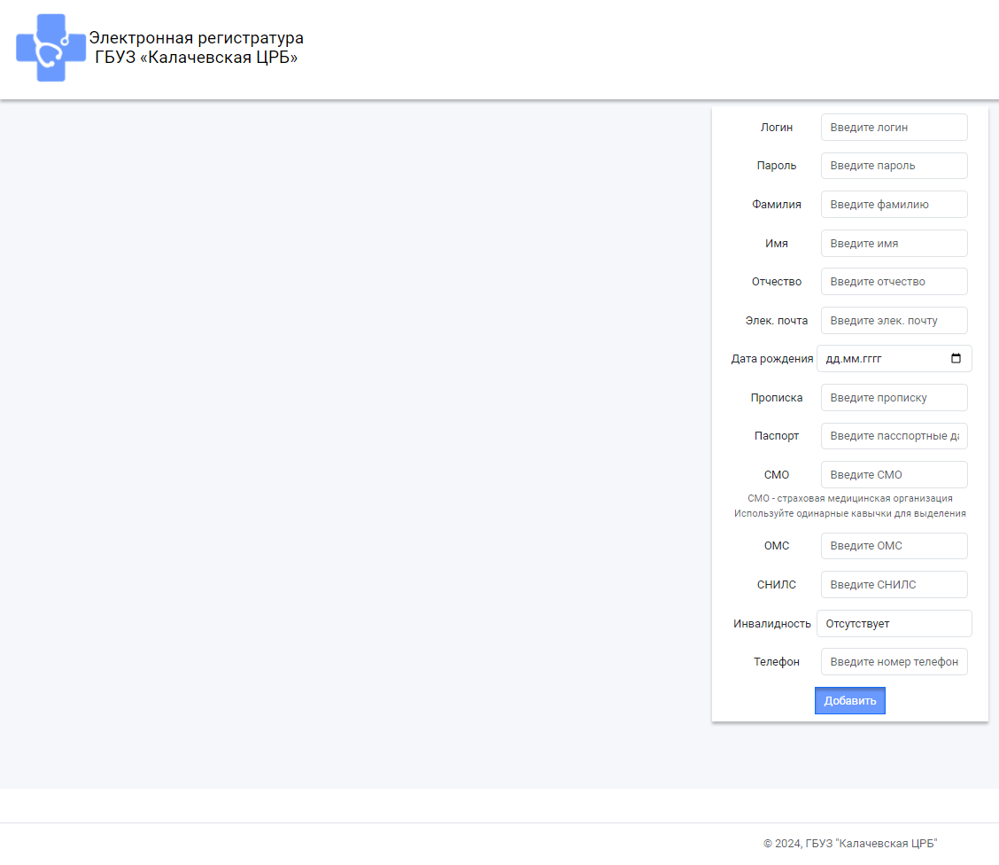 Электронная регистратура
ГБУЗ «Калачевская ЦРБ»
Логин Введите логин
Пароль Введите пароль
Фамилия Введите фамилию
Имя Введите имя
Отчество Введите отчество
Элек. почта Введите элек. почту
Дата рождения дд.мм.гггг
Прописка Введите прописку
Паспорт Введите пасспортные да
СМО Введите СМО
СМО - страховая медицинская организация
Используйте одинарные кавычки для выделения
ОМС Введите ОМС
СНИЛС Введите СНИЛС
Инвалидность Отсутствует
Телефон Введите номер телефон
Добавить
© 2024, ГБУЗ "Калачевская ЦРБ"